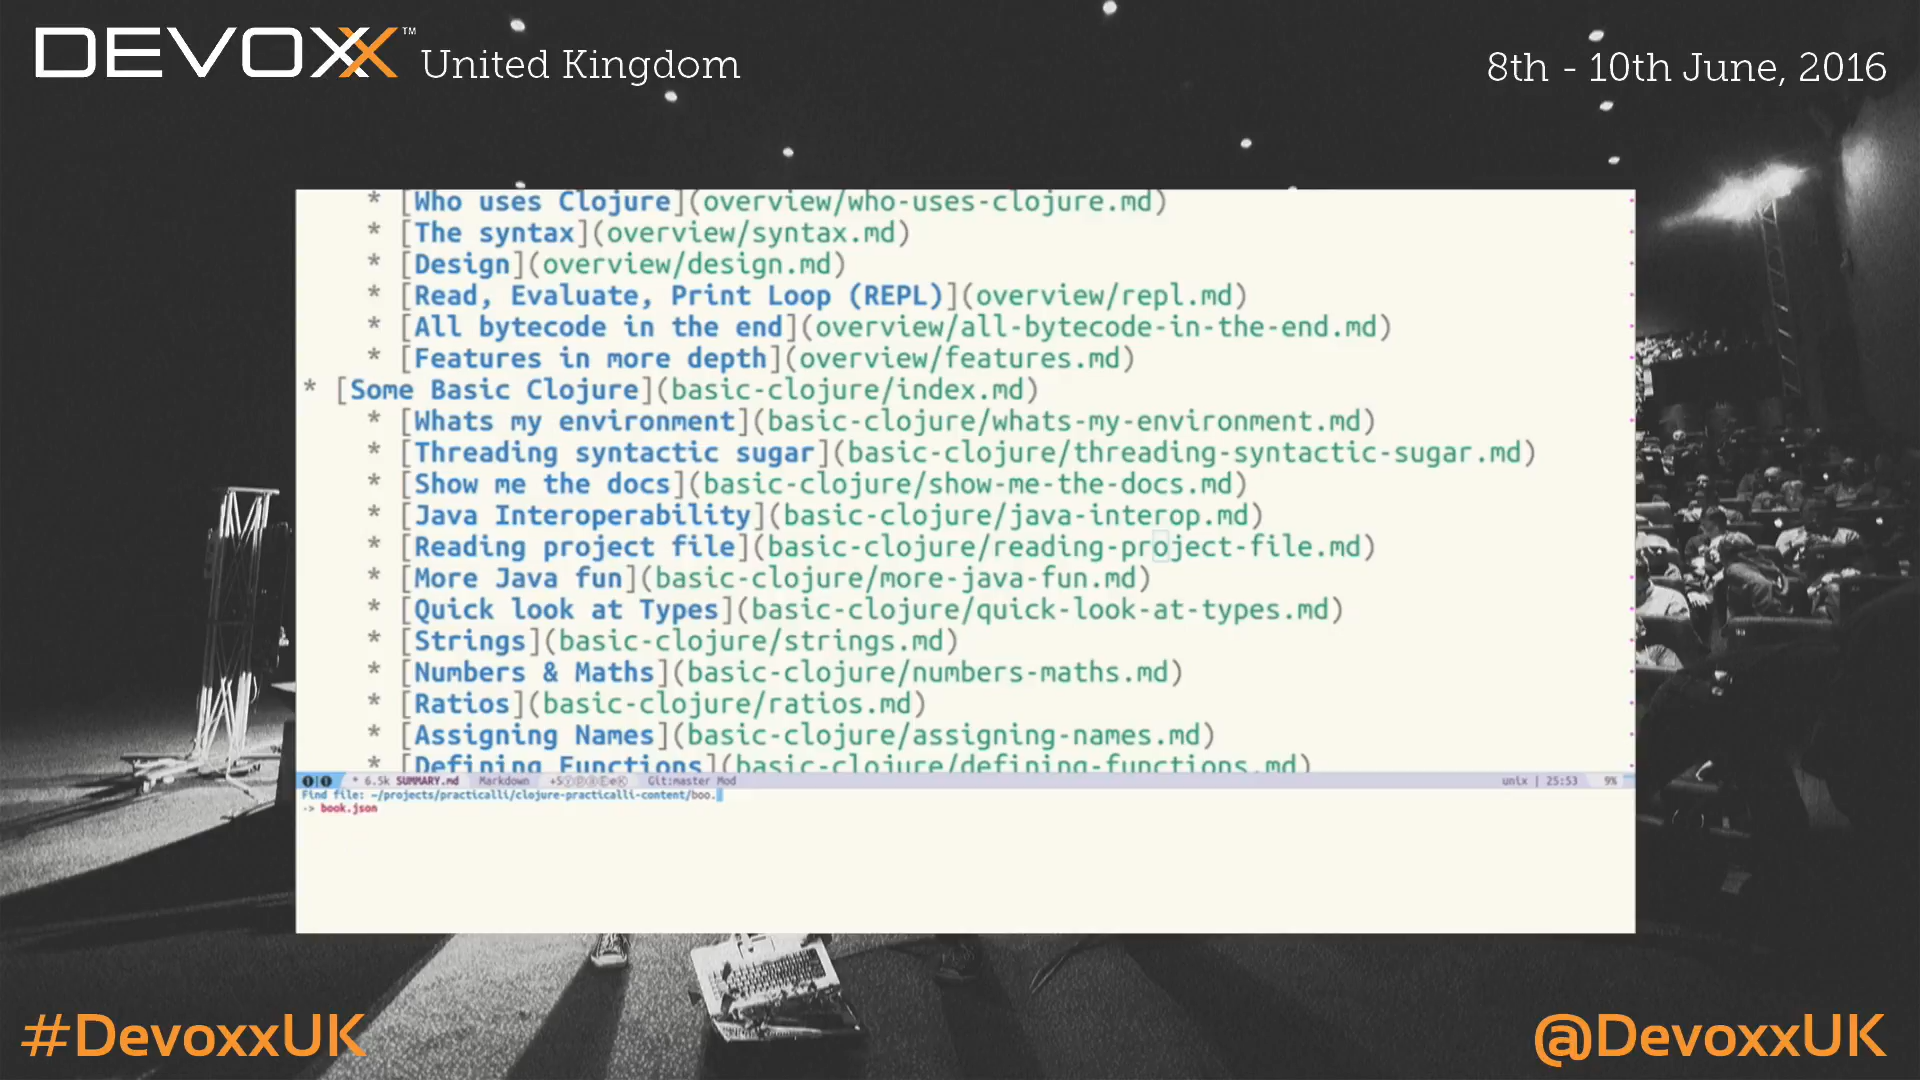 DEVOXX™ United Kingdom
8th - 10th June, 2016
* [Who uses Clojure](overview/who-uses-clojure.md)
* [The syntax](overview/syntax.md)
* [Design](overview/design.md)
* [Read, Evaluate, Print Loop (REPL)](overview/repl.md)
* [All bytecode in the end](overview/all-bytecode-in-the-end.md)
* [Features in more depth](overview/features.md)
* [Some Basic Clojure](basic-clojure/index.md)
* [Whats my environment](basic-clojure/whats-my-environment.md)
* [Threading syntactic sugar](basic-clojure/threading-syntactic-sugar.md)
* [Show me the docs](basic-clojure/show-me-the-docs.md)
* [Java Interoperability](basic-clojure/java-interop.md)
* [Reading project file](basic-clojure/reading-project-file.md)
* [More Java fun](basic-clojure/more-java-fun.md)
* [Quick look at Types](basic-clojure/quick-look-at-types.md)
* [Strings](basic-clojure/strings.md)
* [Numbers & Maths](basic-clojure/numbers-maths.md)
* [Ratios](basic-clojure/ratios.md)
* [Assigning Names](basic-clojure/assigning-names.md)
* [Defining Functions](basic-clojure/defining-functions.md)
* 6.5k SUMMARY.md Markdown Git:master Mod unix | 25:53 9%
Find file: ~/projects/practicalli/clojure-practicalli-content/boo.
-> book.json
#DevoxxUK
@DevoxxUK